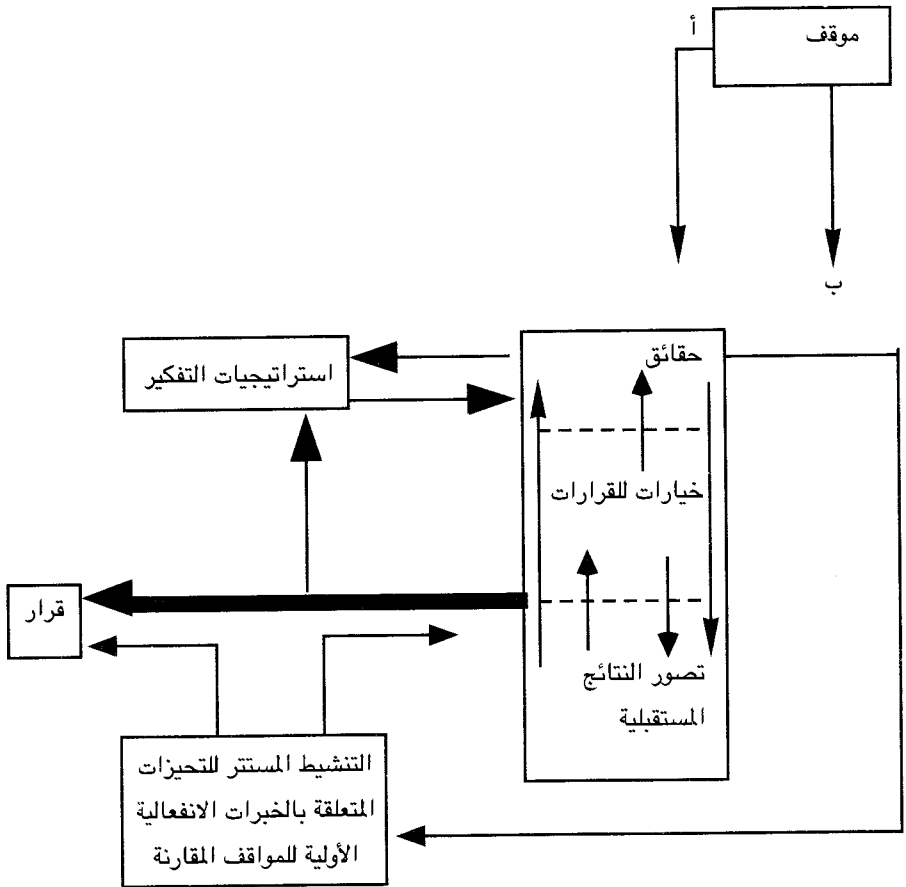 موقف
أ
ب
حقائق
خيارات للقرارات
تصور النتائج
المستقبلية
استراتيجيات التفكير
قرار
التنشيط المستتر للتحيزات
المتعلقة بالخبرات الانفعالية
الأولية للمواقف المقارنة